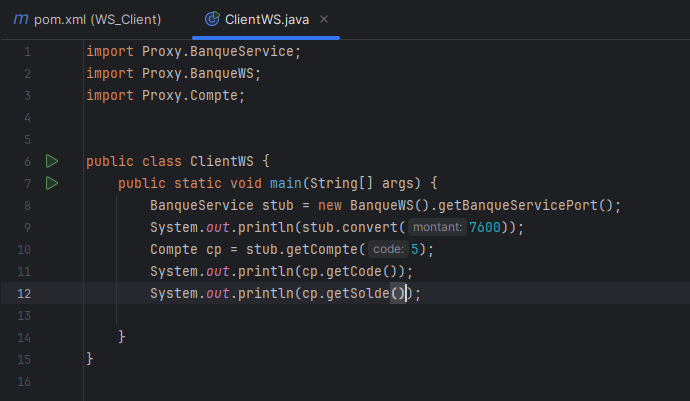 m pom.xml (WS_Client) ClientWS.java ×
1 import Proxy.BanqueService;
2 import Proxy.BanqueWS;
3 import Proxy.Compte;
4
5
6 public class ClientWS {
7 public static void main(String[] args) {
8 BanqueService stub = new BanqueWS().getBanqueServicePort();
9 System.out.println(stub.convert( montant: 7600));
10 Compte cp = stub.getCompte( code: 5);
11 System.out.println(cp.getCode());
12 System.out.println(cp.getSolde());
13
14 }
15 }
16